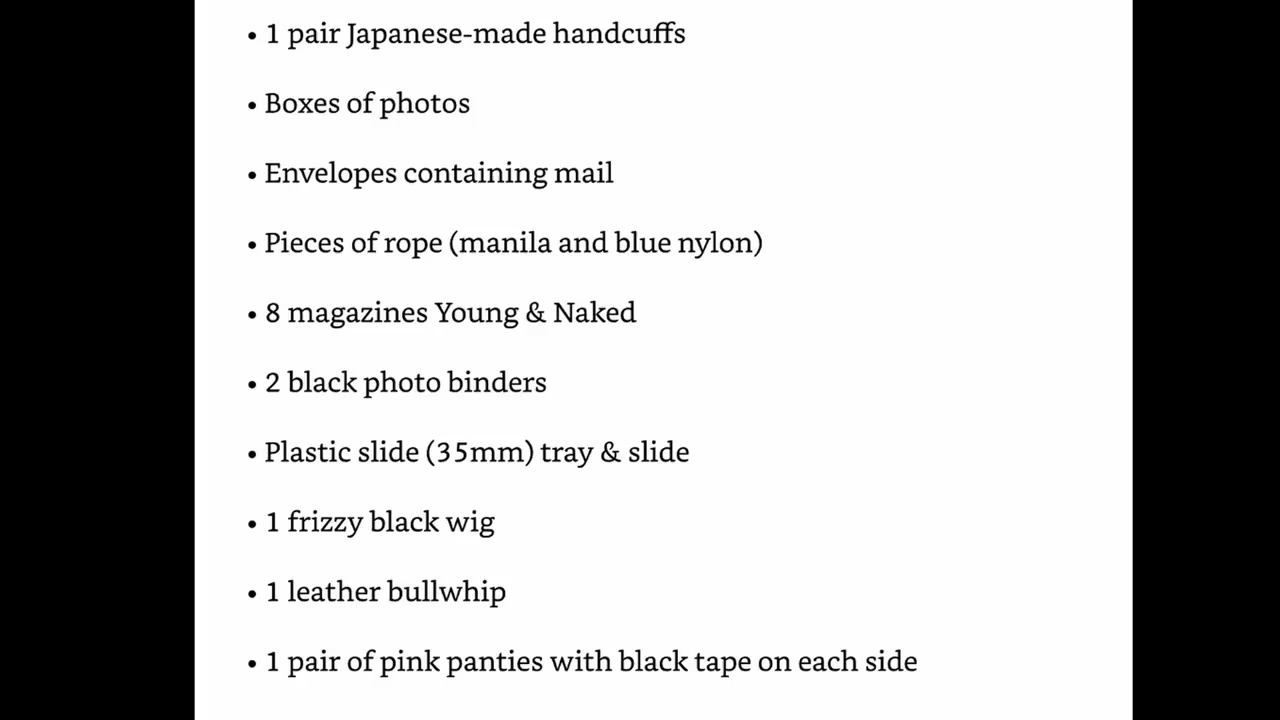 • 1 pair Japanese-made handcuffs
• Boxes of photos
• Envelopes containing mail
• Pieces of rope (manila and blue nylon)
• 8 magazines Young & Naked
• 2 black photo binders
• Plastic slide (35mm) tray & slide
• 1 frizzy black wig
• 1 leather bullwhip
• 1 pair of pink panties with black tape on each side